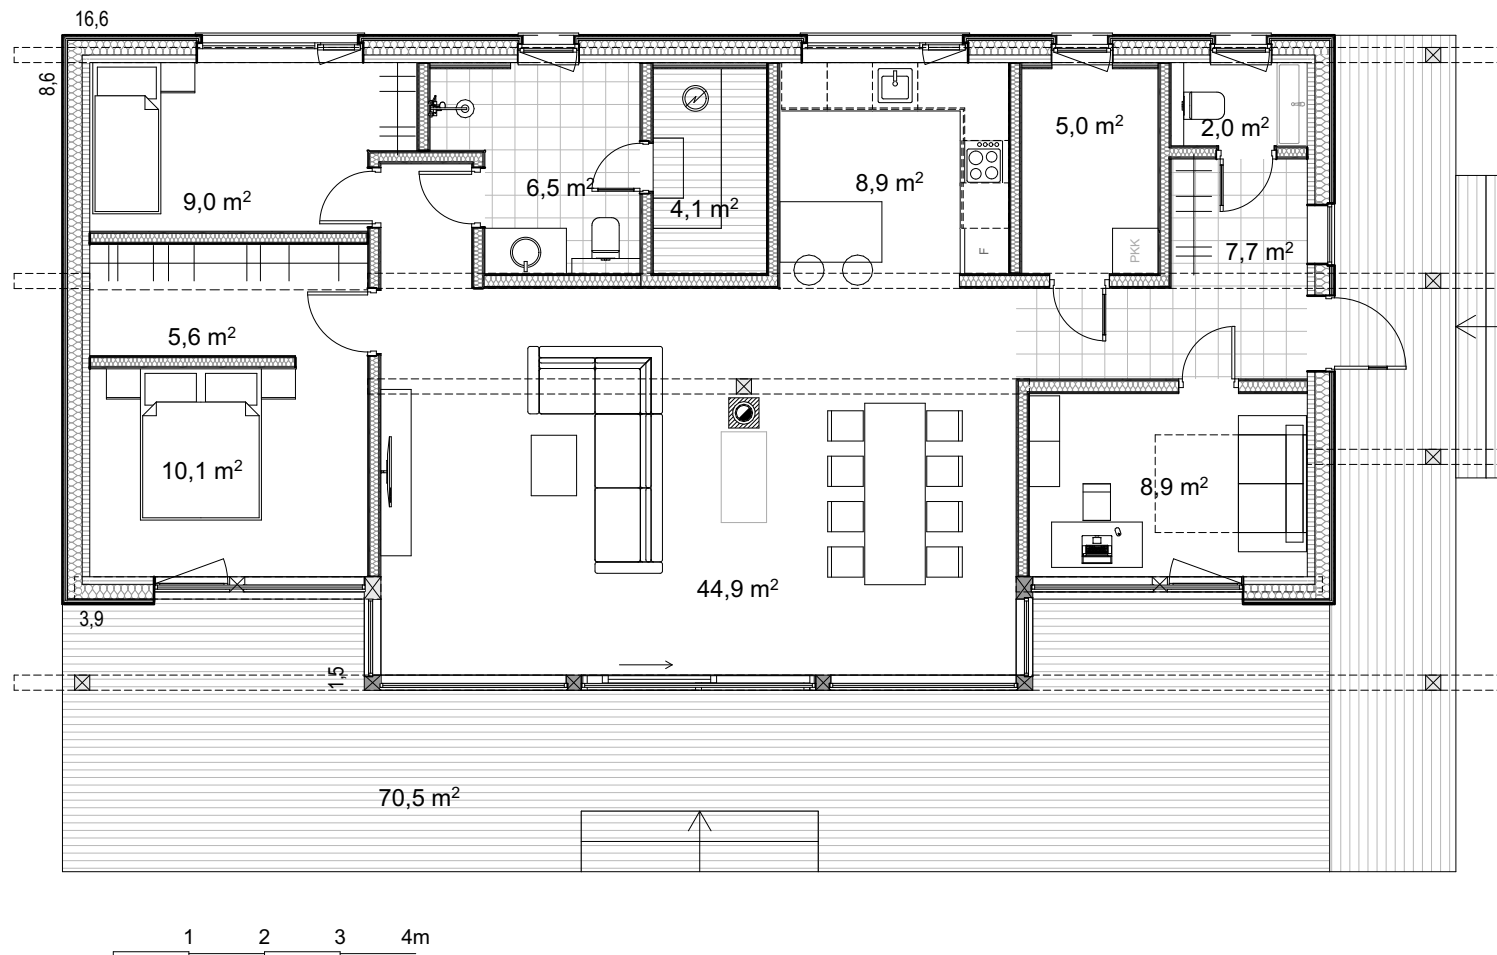 16,6
8,6
5,0 m²
2,0 m²
8,9 m²
6,5 m²
9,0 m²
4,1 m²
PKK
F
7,7 m²
5,6 m²
10,1 m²
8,9 m²
44,9 m²
3,9
1,5
70,5 m²
1 2 3 4m